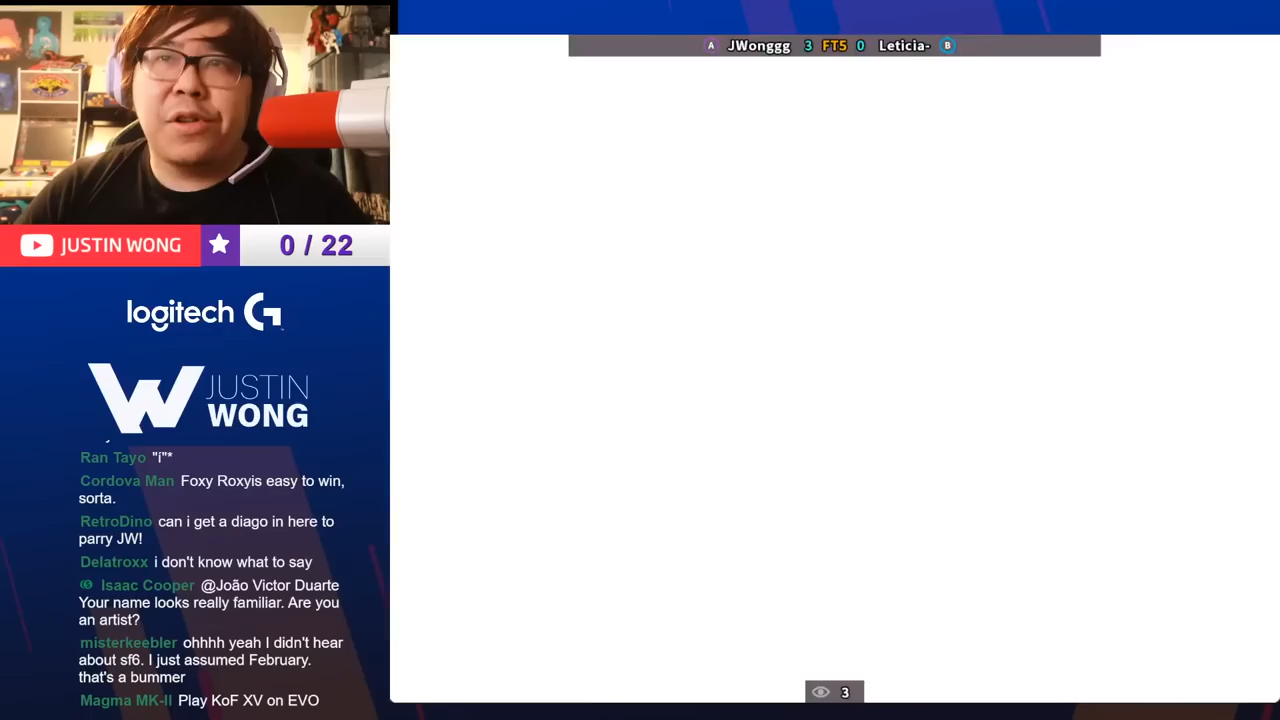 A JWonggg 3 FT5 0 Leticia- B
JUSTIN WONG
0 / 22
logitech G
JUSTIN
WONG
Ran Tayo "í"*
Cordova Man Foxy Roxyis easy to win,
sorta.
RetroDino can i get a diago in here to
parry JW!
Delatroxx i don't know what to say
Isaac Cooper @João Victor Duarte
Your name looks really familiar. Are you
an artist?
misterkeebler ohhhh yeah I didn't hear
about sf6. I just assumed February.
that's a bummer
Magma MK-II Play KoF XV on EVO
3